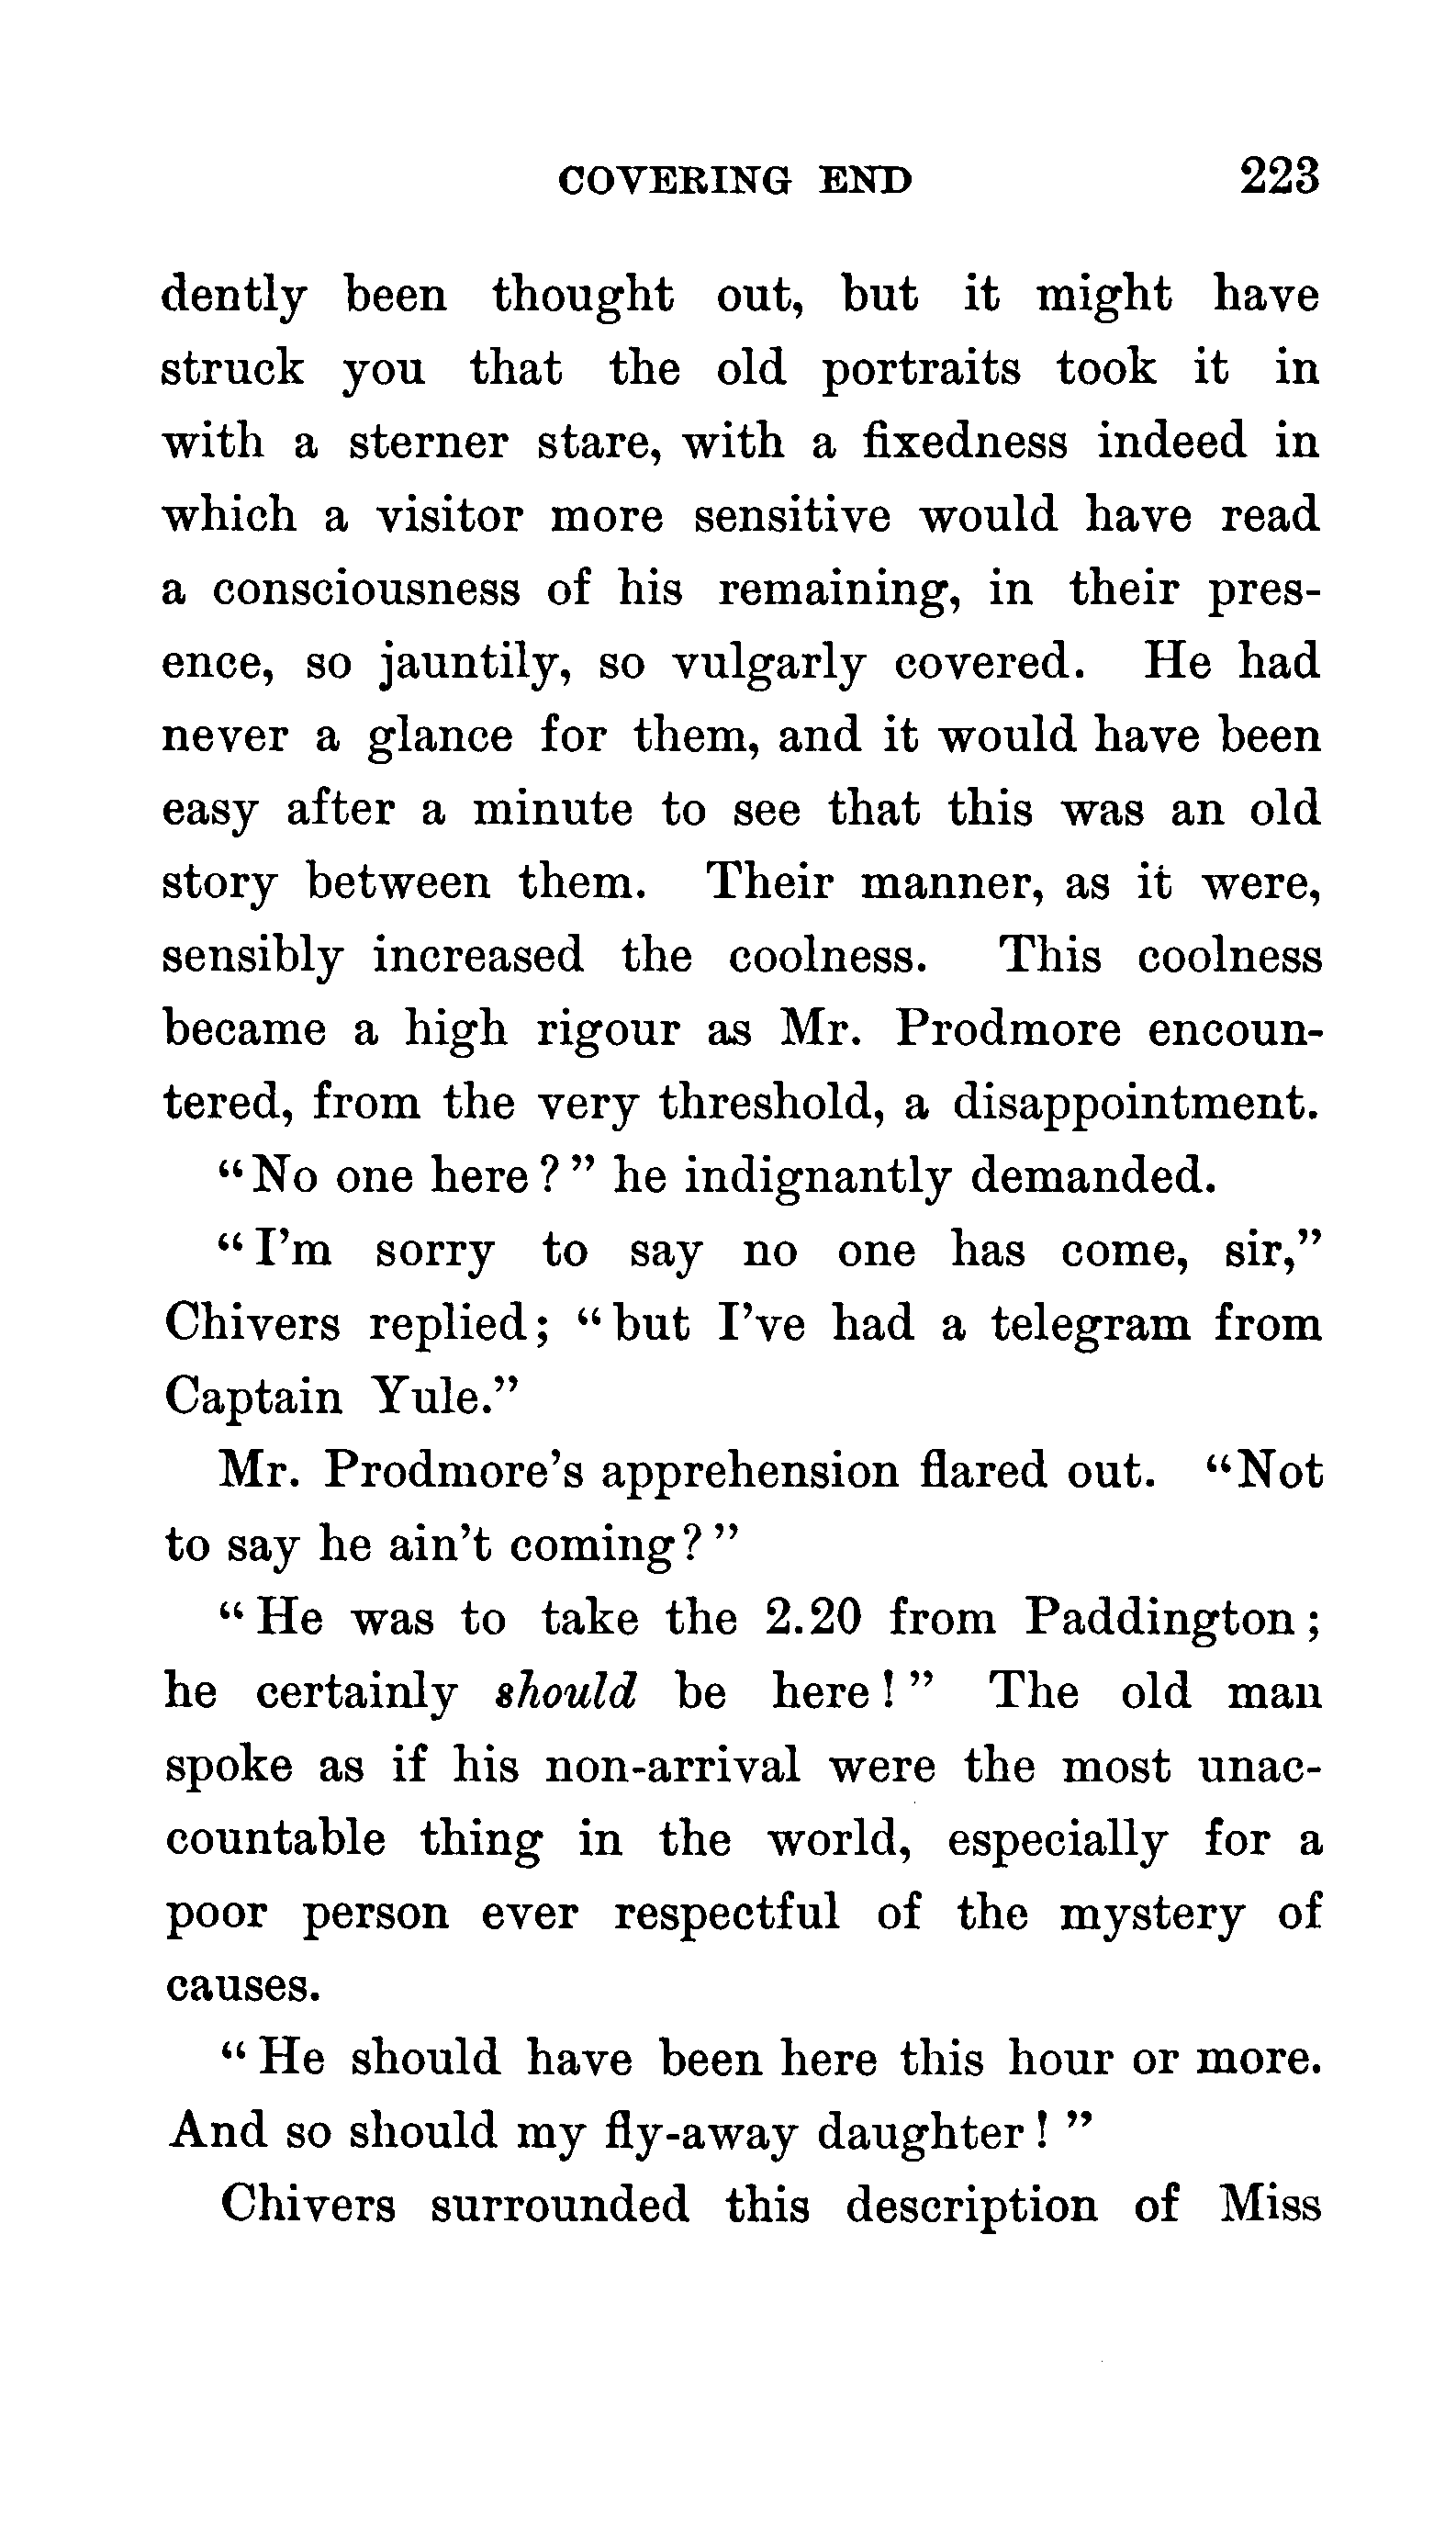 COVERING END 223
dently been thought out, but it might have
struck you that the old portraits took it in
with a sterner stare, with a fixedness indeed in
which a visitor more sensitive would have read
a consciousness of his remaining, in their pres-
ence, so jauntily, so vulgarly covered. He had
never a glance for them, and it would have been
easy after a minute to see that this was an old
story between them. Their manner, as it were,
sensibly increased the coolness. This coolness
became a high rigour as Mr. Prodmore encoun-
tered, from the very threshold, a disappointment.
“No one here?” he indignantly demanded.
“I’m sorry to say no one has come, sir,”
Chivers replied; “but I’ve had a telegram from
Captain Yule.”
Mr. Prodmore’s apprehension flared out. “Not
to say he ain’t coming?”
“He was to take the 2.20 from Paddington;
he certainly should be here!” The old man
spoke as if his non-arrival were the most unac-
countable thing in the world, especially for a
poor person ever respectful of the mystery of
causes.
“He should have been here this hour or more.
And so should my fly-away daughter!”
Chivers surrounded this description of Miss